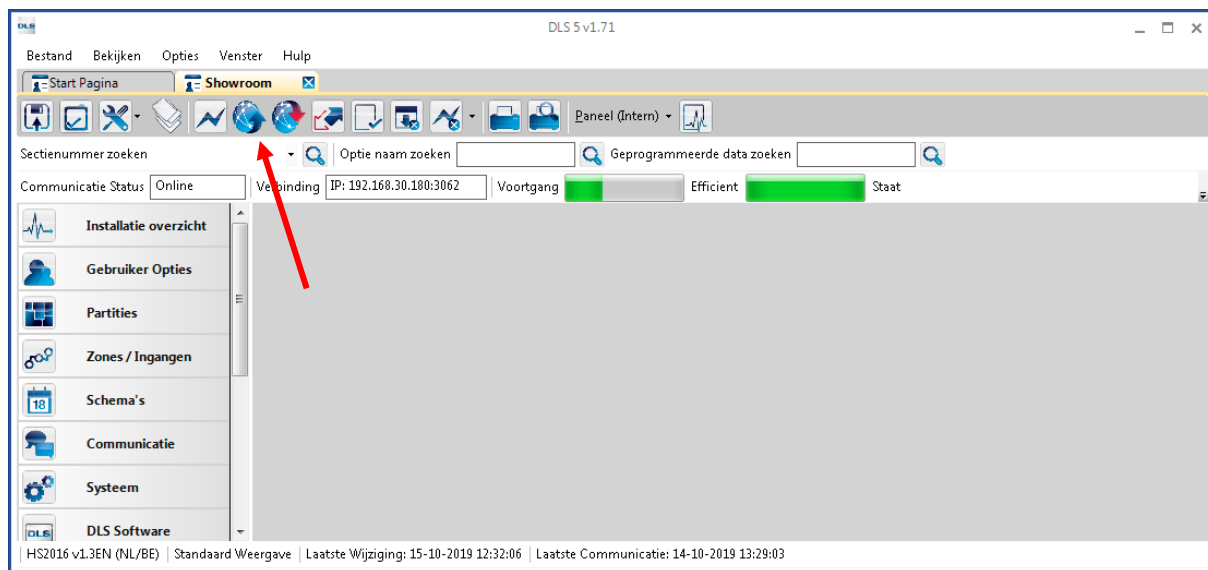 DLS
DLS 5 v1.71
Bestand Bekijken Opties Venster Hulp
Start Pagina Showroom
Paneel (Intern)
Sectienummer zoeken Optie naam zoeken Geprogrammeerde data zoeken
Communicatie Status Online Verbinding IP: 192.168.30.180:3062 Voortgang Efficient Staat
Installatie overzicht
Gebruiker Opties
Partities
Zones / Ingangen
18 Schema's
Communicatie
Systeem
DLS DLS Software
HS2016 v1.3EN (NL/BE) Standaard Weergave Laatste Wijziging: 15-10-2019 12:32:06 Laatste Communicatie: 14-10-2019 13:29:03